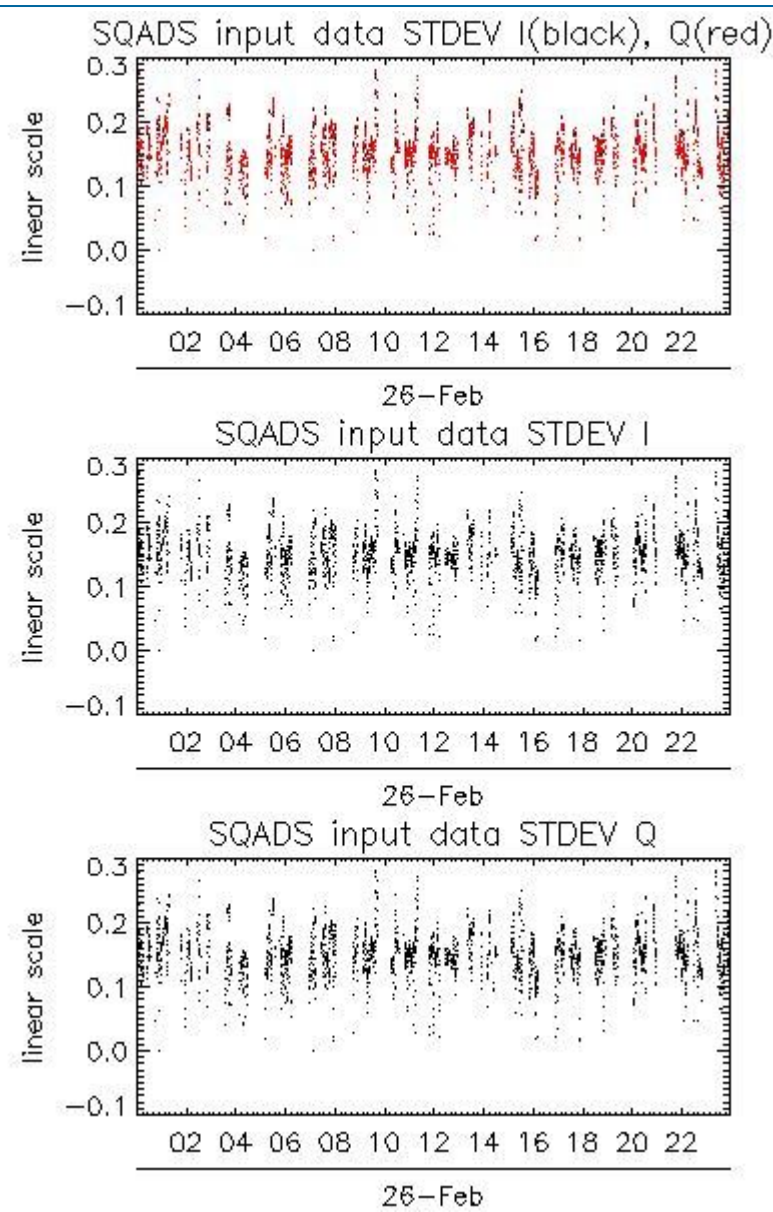 SQADS input data STDEV I(black), Q(red)
0.3
0.2
0.1
0.0
−0.1
linear scale
02 04 06 08 10 12 14 16 18 20 22
26−Feb
SQADS input data STDEV I
0.3
0.2
0.1
0.0
−0.1
linear scale
02 04 06 08 10 12 14 16 18 20 22
26−Feb
SQADS input data STDEV Q
0.3
0.2
0.1
0.0
−0.1
linear scale
02 04 06 08 10 12 14 16 18 20 22
26−Feb